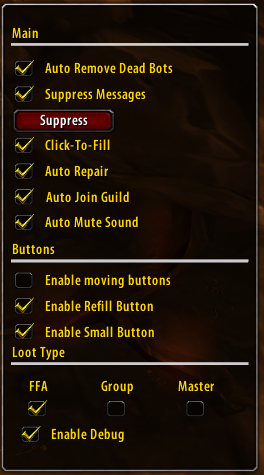 Main
Auto Remove Dead Bots
Suppress Messages
Suppress
Click-To-Fill
Auto Repair
Auto Join Guild
Auto Mute Sound
Buttons
Enable moving buttons
Enable Refill Button
Enable Small Button
Loot Type
FFA Group Master
Enable Debug